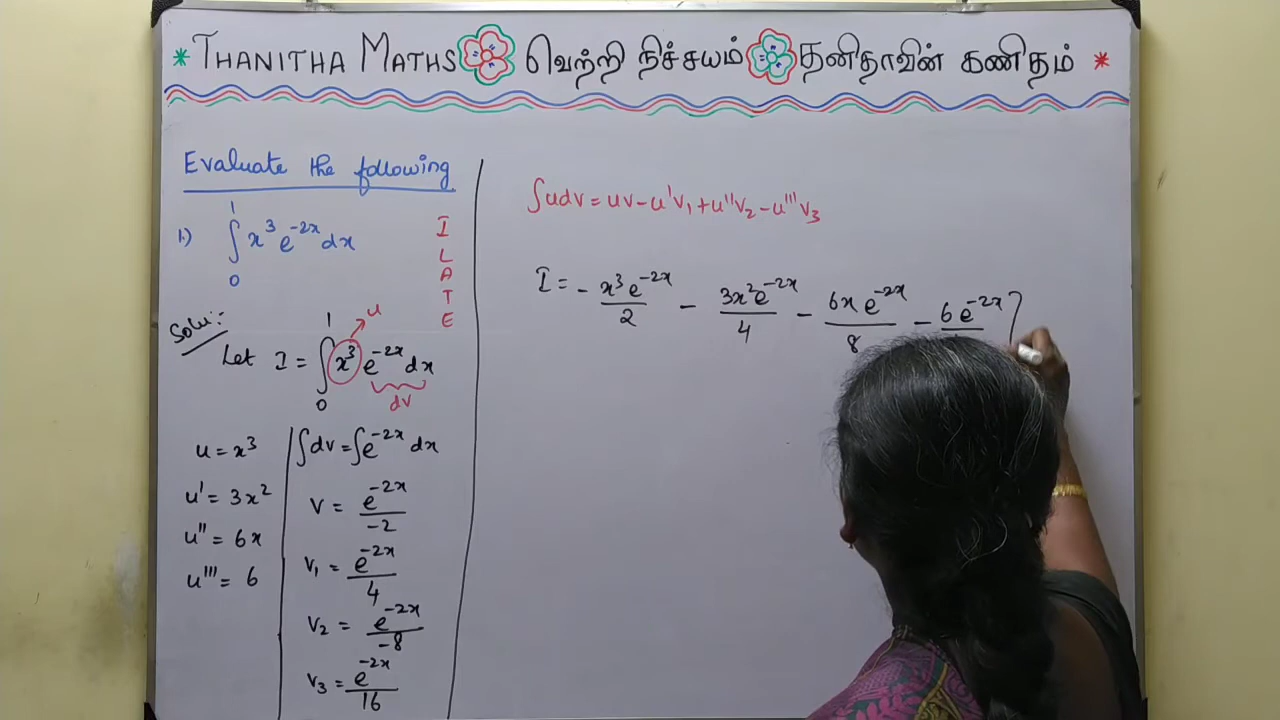 * THANITHA MATHS வெற்றி நிச்சயம் தனிதாவின் கணிதம் *
Evaluate the following
1.) ∫₀¹ x³ e⁻²ˣ dx
I
L
A
T
E
Solu:-
Let I = ∫₀¹ x³ e⁻²ˣ dx
u
dv
u = x³
u' = 3x²
u'' = 6x
u''' = 6
∫dv = ∫e⁻²ˣ dx
v = e⁻²ˣ/-2
v₁ = e⁻²ˣ/4
v₂ = e⁻²ˣ/-8
v₃ = e⁻²ˣ/16
∫udv = uv - u'v₁ + u''v₂ - u'''v₃
I = - x³e⁻²ˣ/2 - 3x²e⁻²ˣ/4 - 6x e⁻²ˣ/8 - 6e⁻²ˣ